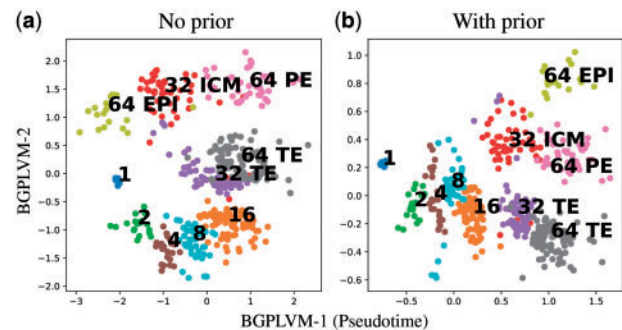 (a) No prior
(b) With prior
BGPLVM-2
2.0
1.5
1.0
0.5
0.0
−0.5
−1.0
−1.5
−2.0
−3 −2 −1 0 1 2
32 ICM
64 PE
64 EPI
1
64 TE
32 TE
2
4
8
16
1.0
0.8
0.6
0.4
0.2
0.0
−0.2
−0.4
−0.6
−0.5 0.0 0.5 1.0 1.5
64 EPI
32 ICM
64 PE
1
8
2
4
16
32 TE
64 TE
BGPLVM-1 (Pseudotime)